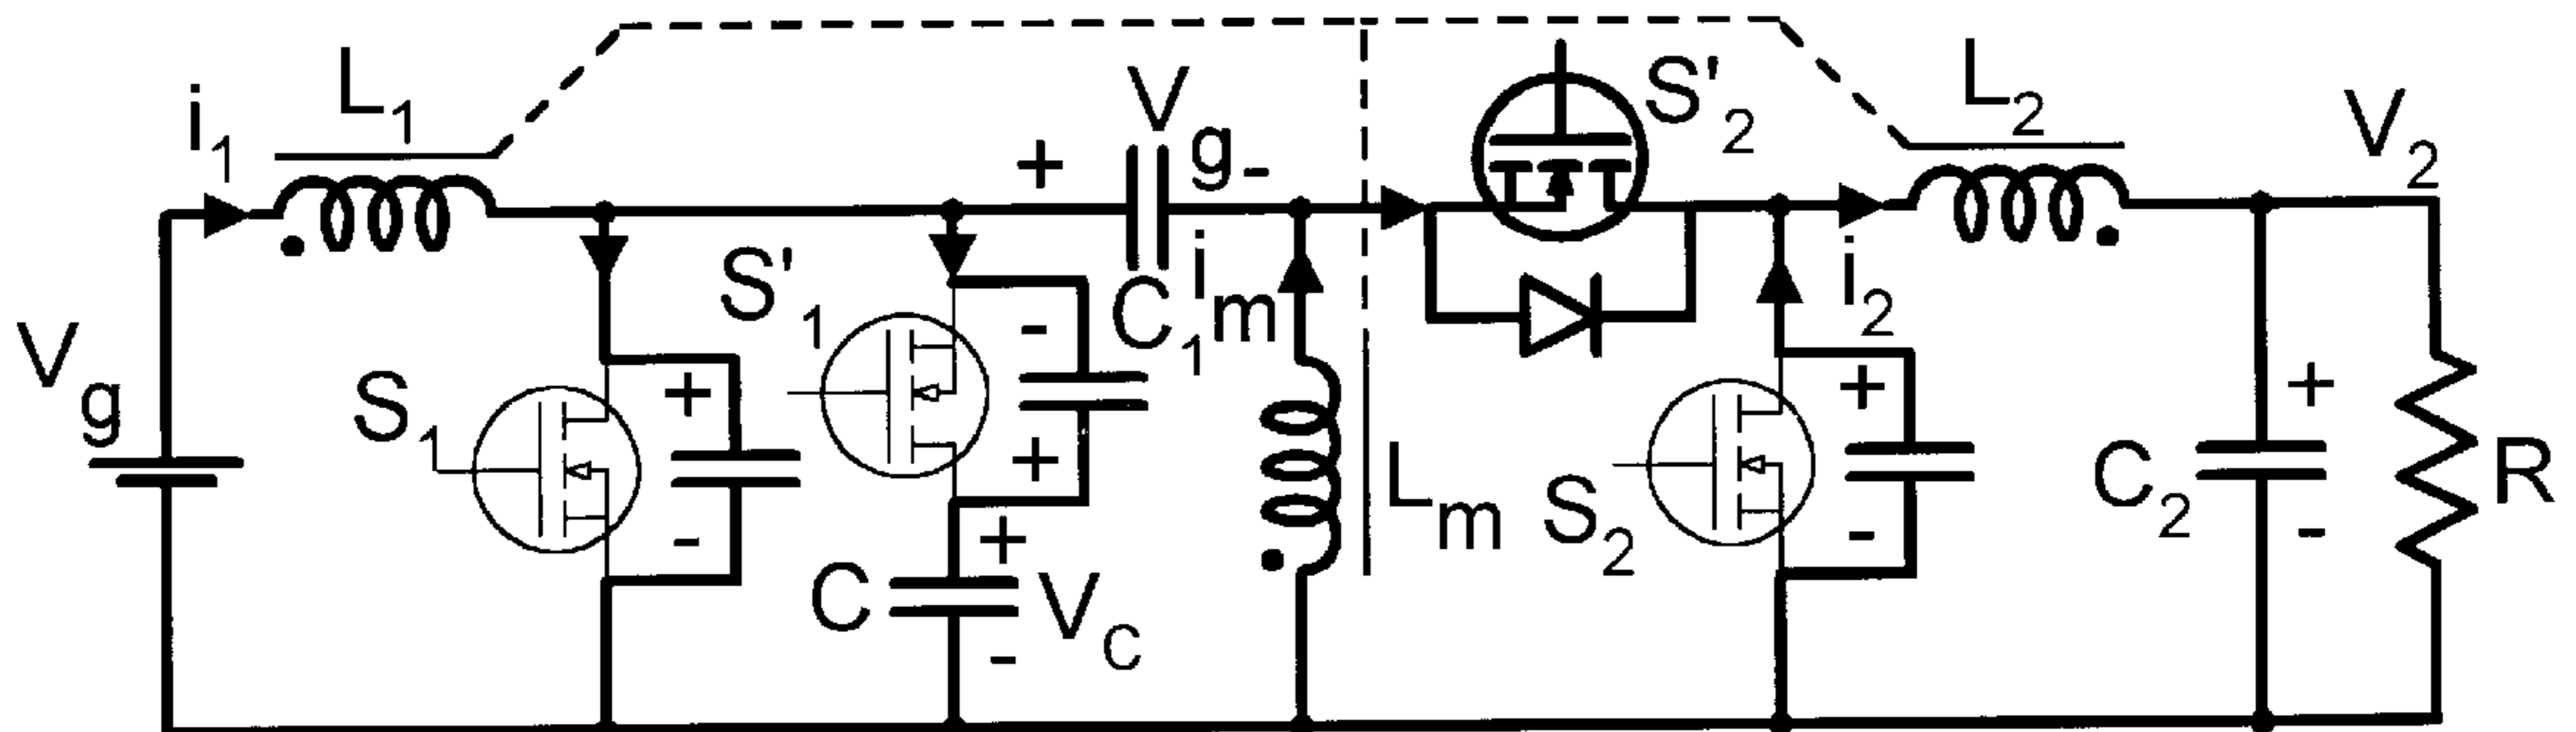 i1
L1
Vg
S1
S'1
+
-
-
+
C
+
VC
-
+
Vg
-
C1
im
Lm
S'2
i2
L2
S2
+
-
V2
C2
+
-
R